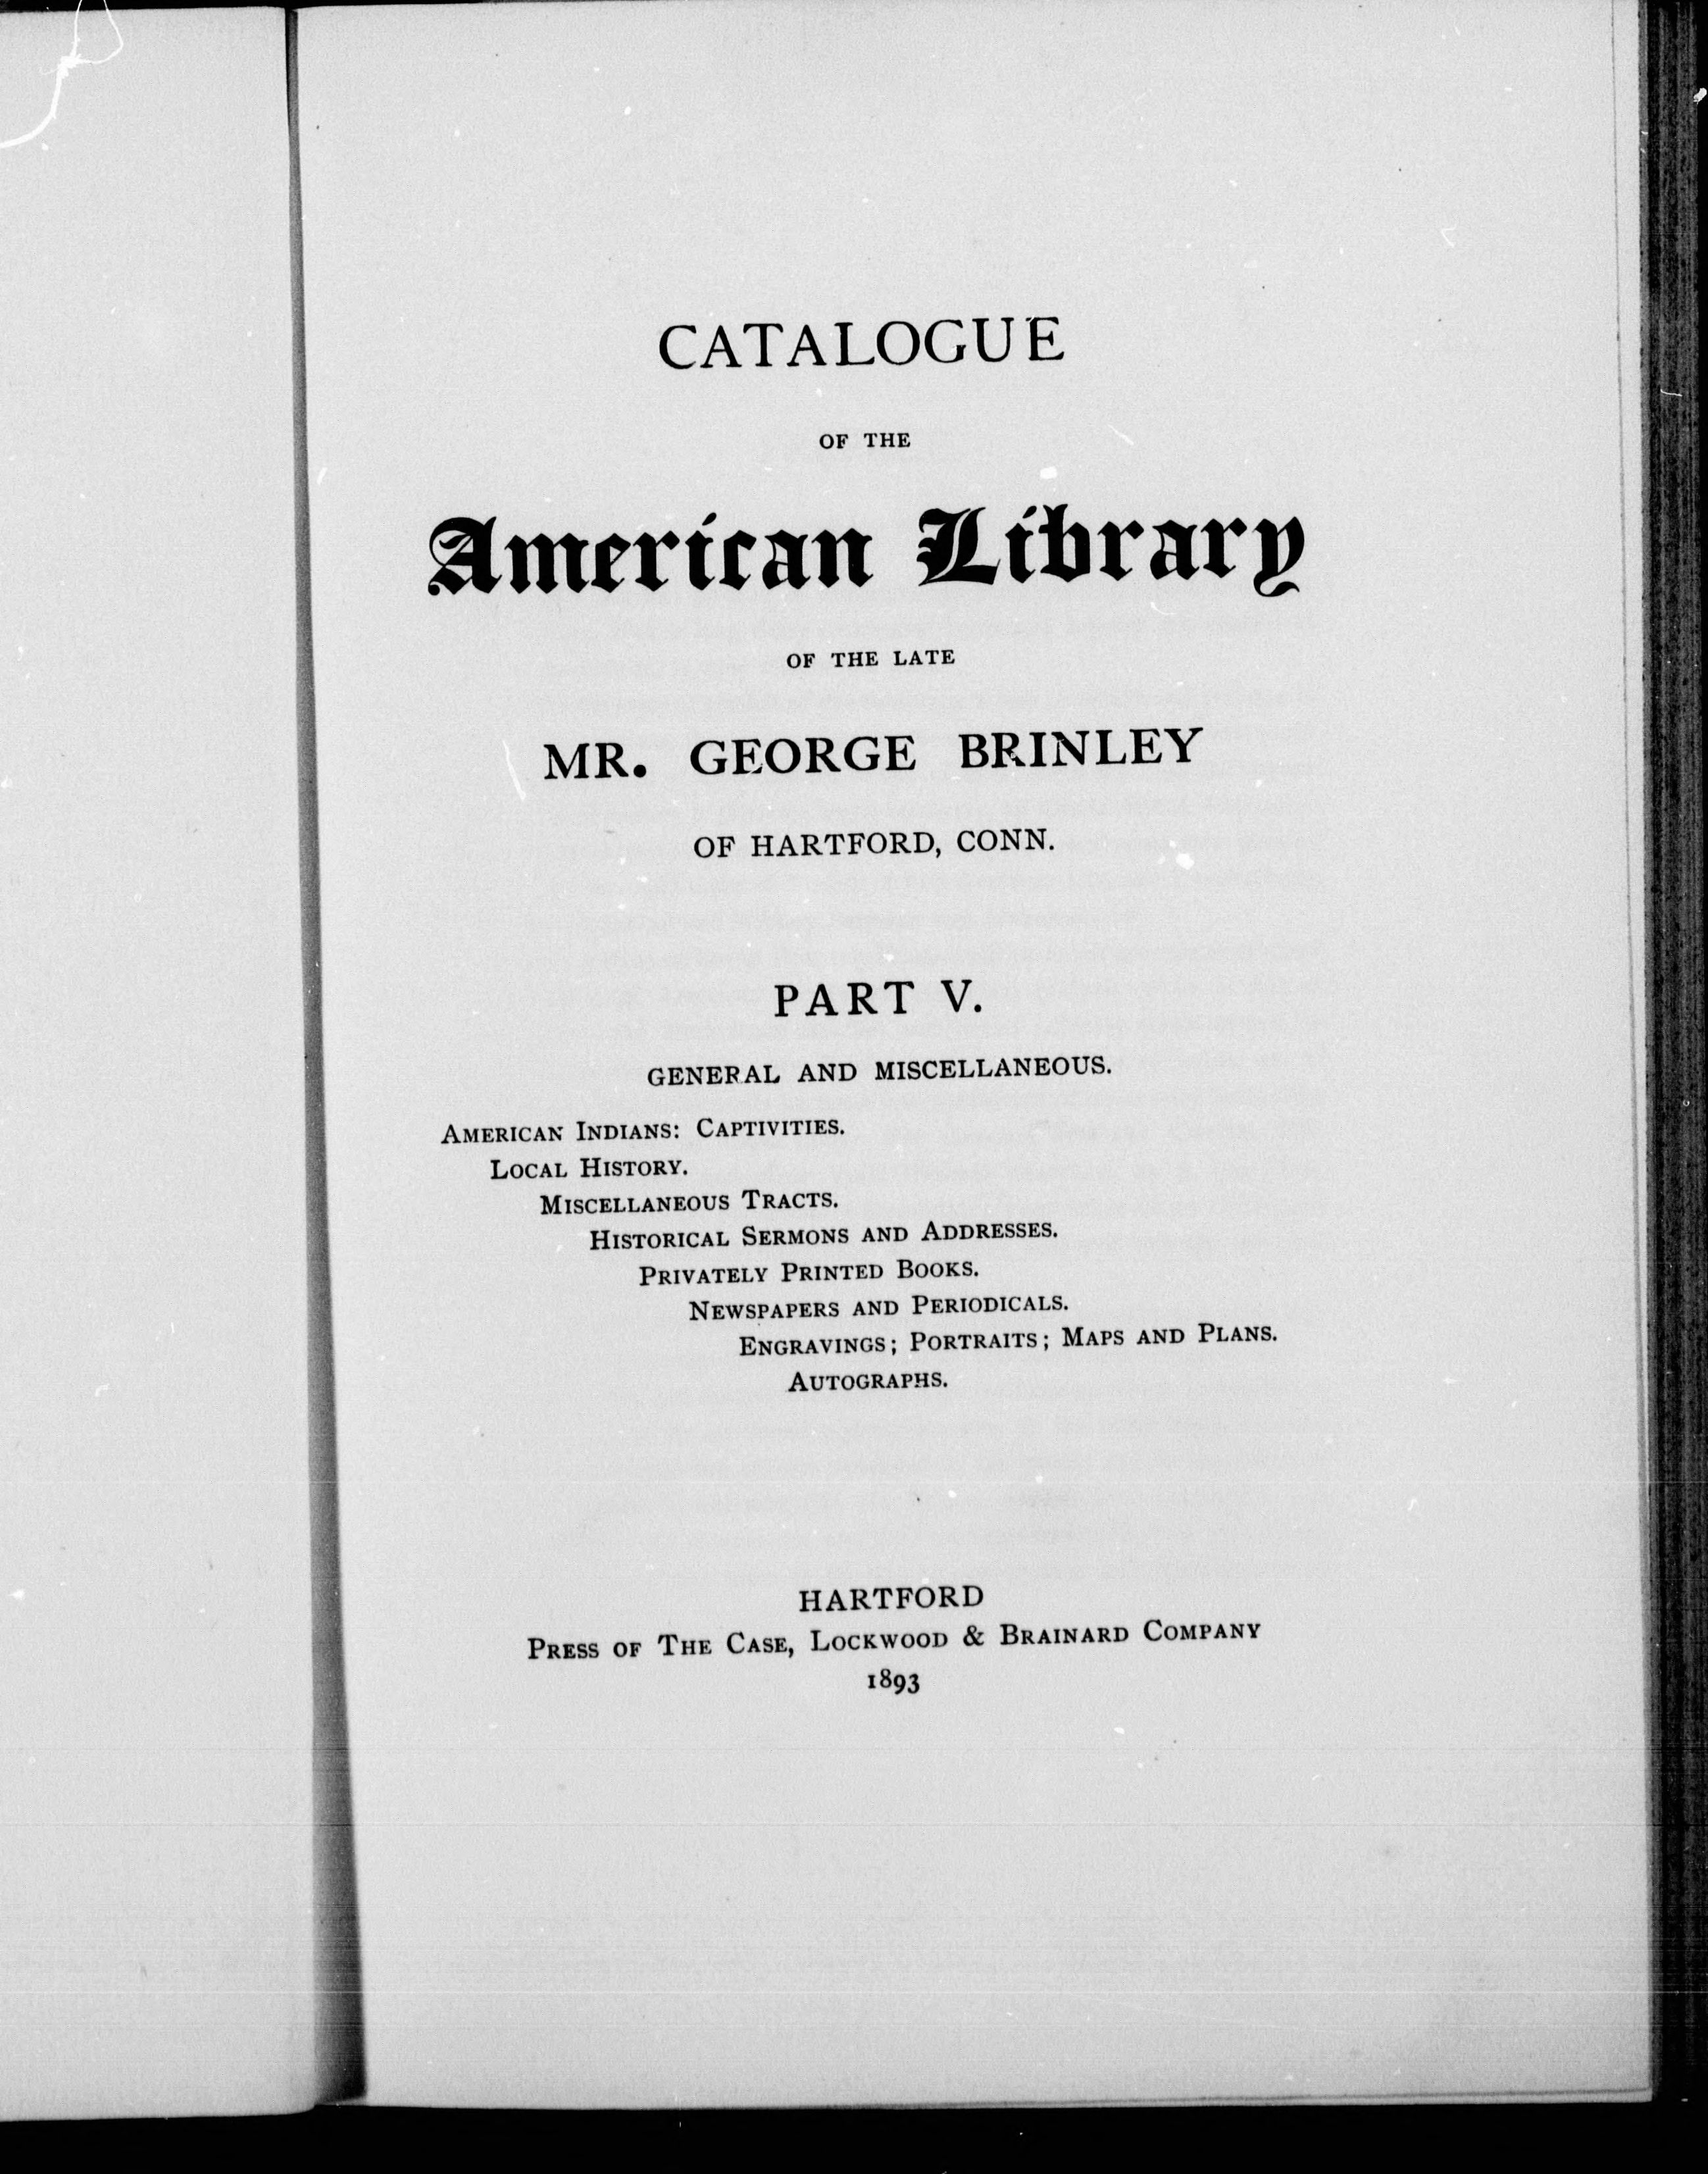 CATALOGUE
OF THE
American Library
OF THE LATE
MR. GEORGE BRINLEY
OF HARTFORD, CONN.
PART V.
GENERAL AND MISCELLANEOUS.
AMERICAN INDIANS: CAPTIVITIES.
LOCAL HISTORY.
MISCELLANEOUS TRACTS.
HISTORICAL SERMONS AND ADDRESSES.
PRIVATELY PRINTED BOOKS.
NEWSPAPERS AND PERIODICALS.
ENGRAVINGS; PORTRAITS; MAPS AND PLANS.
AUTOGRAPHS.
HARTFORD
PRESS OF THE CASE, LOCKWOOD & BRAINARD COMPANY
1893